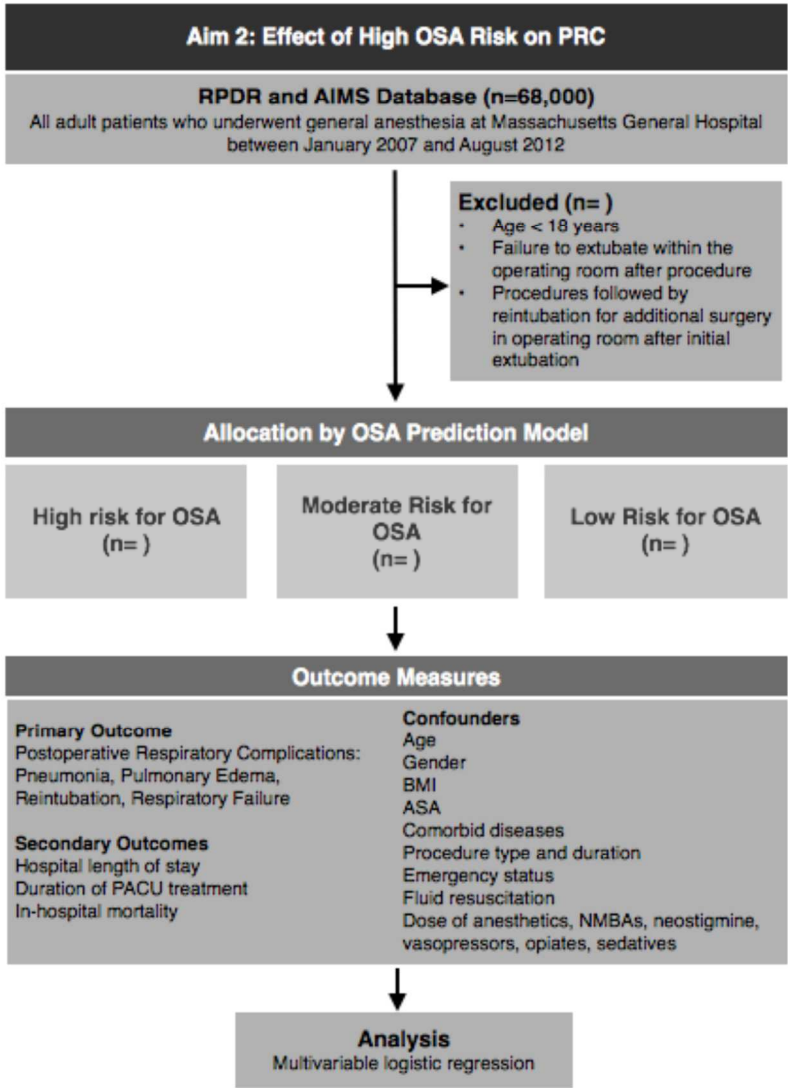 Aim 2: Effect of High OSA Risk on PRC
RPDR and AIMS Database (n=68,000)
All adult patients who underwent general anesthesia at Massachusetts General Hospital
between January 2007 and August 2012
Excluded (n= )
• Age < 18 years
• Failure to extubate within the
operating room after procedure
• Procedures followed by
reintubation for additional surgery
in operating room after initial
extubation
Allocation by OSA Prediction Model
High risk for OSA
(n= )
Moderate Risk for
OSA
(n= )
Low Risk for OSA
(n= )
Outcome Measures
Primary Outcome
Postoperative Respiratory Complications:
Pneumonia, Pulmonary Edema,
Reintubation, Respiratory Failure
Secondary Outcomes
Hospital length of stay
Duration of PACU treatment
In-hospital mortality
Confounders
Age
Gender
BMI
ASA
Comorbid diseases
Procedure type and duration
Emergency status
Fluid resuscitation
Dose of anesthetics, NMBAs, neostigmine,
vasopressors, opiates, sedatives
Analysis
Multivariable logistic regression